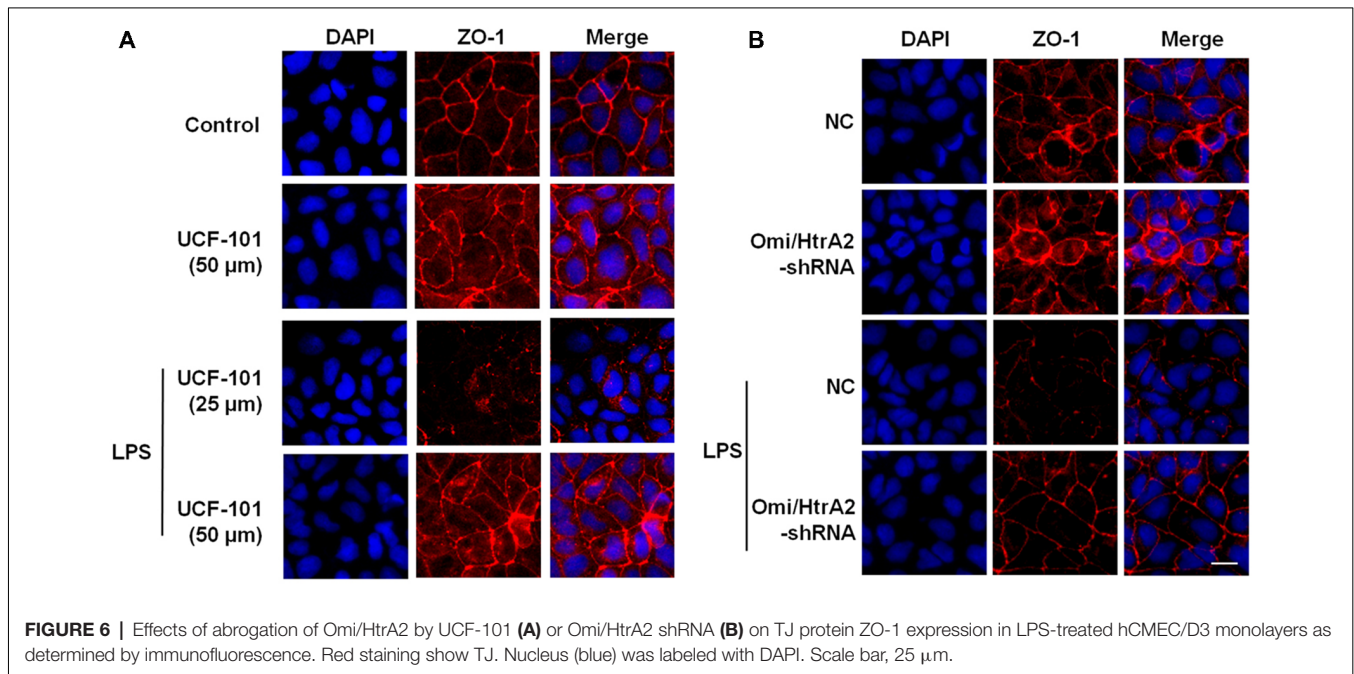 A
DAPI ZO-1 Merge
Control
UCF-101
(50 µm)
LPS
UCF-101
(25 µm)
UCF-101
(50 µm)
B
DAPI ZO-1 Merge
NC
Omi/HtrA2
-shRNA
LPS
NC
Omi/HtrA2
-shRNA
FIGURE 6 | Effects of abrogation of Omi/HtrA2 by UCF-101 (A) or Omi/HtrA2 shRNA (B) on TJ protein ZO-1 expression in LPS-treated hCMEC/D3 monolayers as
determined by immunofluorescence. Red staining show TJ. Nucleus (blue) was labeled with DAPI. Scale bar, 25 µm.